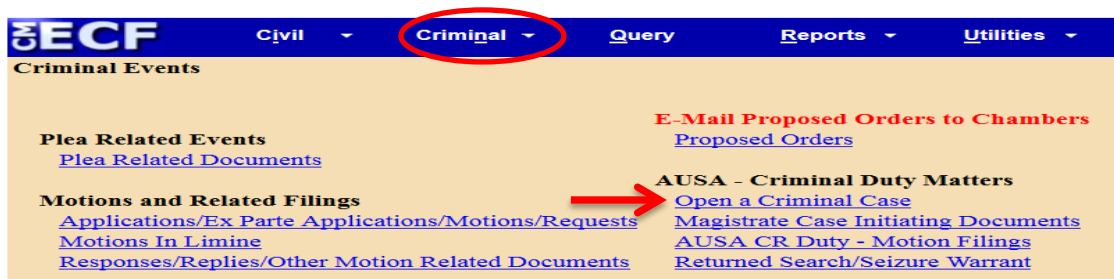 CM ECF Civil Criminal Query Reports Utilities
Criminal Events
E-Mail Proposed Orders to Chambers
Plea Related Events Proposed Orders
Plea Related Documents
AUSA - Criminal Duty Matters
Motions and Related Filings Open a Criminal Case
Applications/Ex Parte Applications/Motions/Requests Magistrate Case Initiating Documents
Motions In Limine AUSA CR Duty - Motion Filings
Responses/Replies/Other Motion Related Documents Returned Search/Seizure Warrant